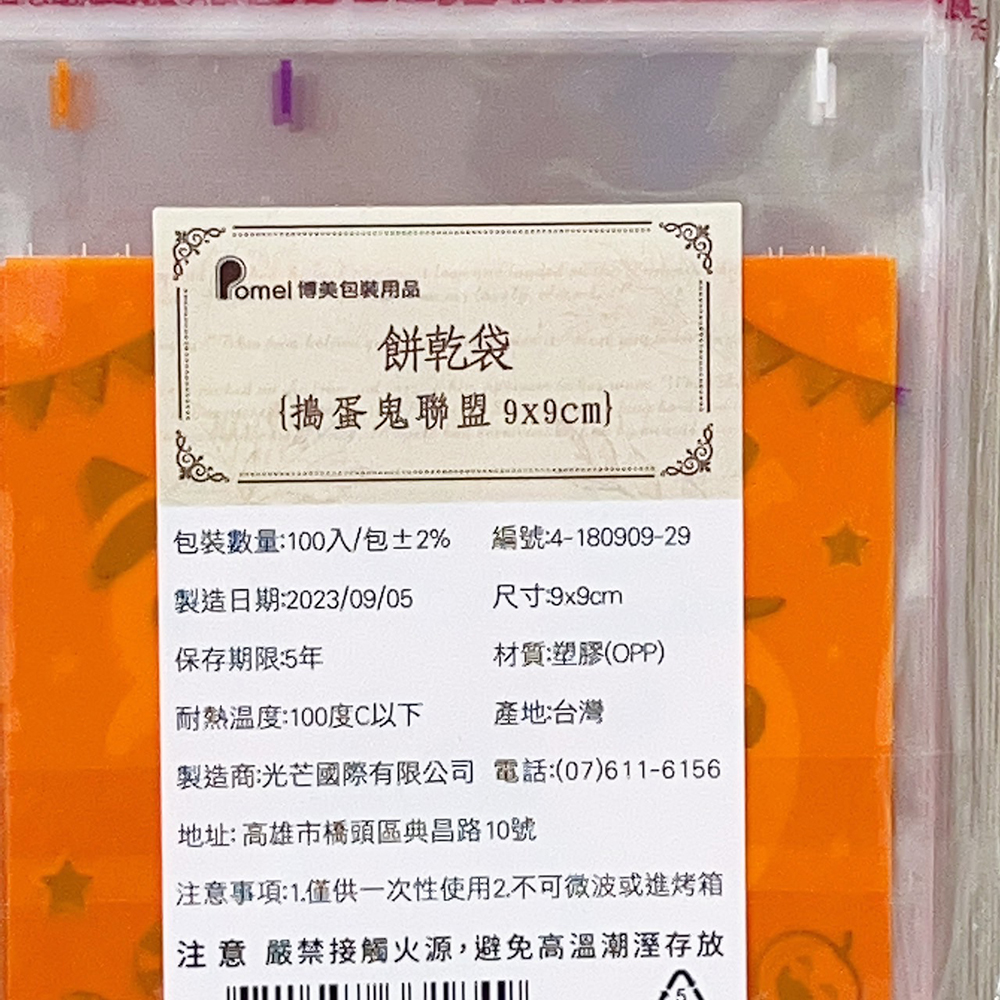 Pomei 博美包裝用品
餅乾袋
{搗蛋鬼聯盟 9x9cm}
包裝數量:100入/包±2% 編號:4-180909-29
製造日期:2023/09/05 尺寸:9x9cm
保存期限:5年 材質:塑膠(OPP)
耐熱溫度:100度C以下 產地:台灣
製造商:光芒國際有限公司 電話:(07)611-6156
地址: 高雄市橋頭區典昌路10號
注意事項:1.僅供一次性使用2.不可微波或進烤箱
注意 嚴禁接觸火源,避免高溫潮溼存放
5